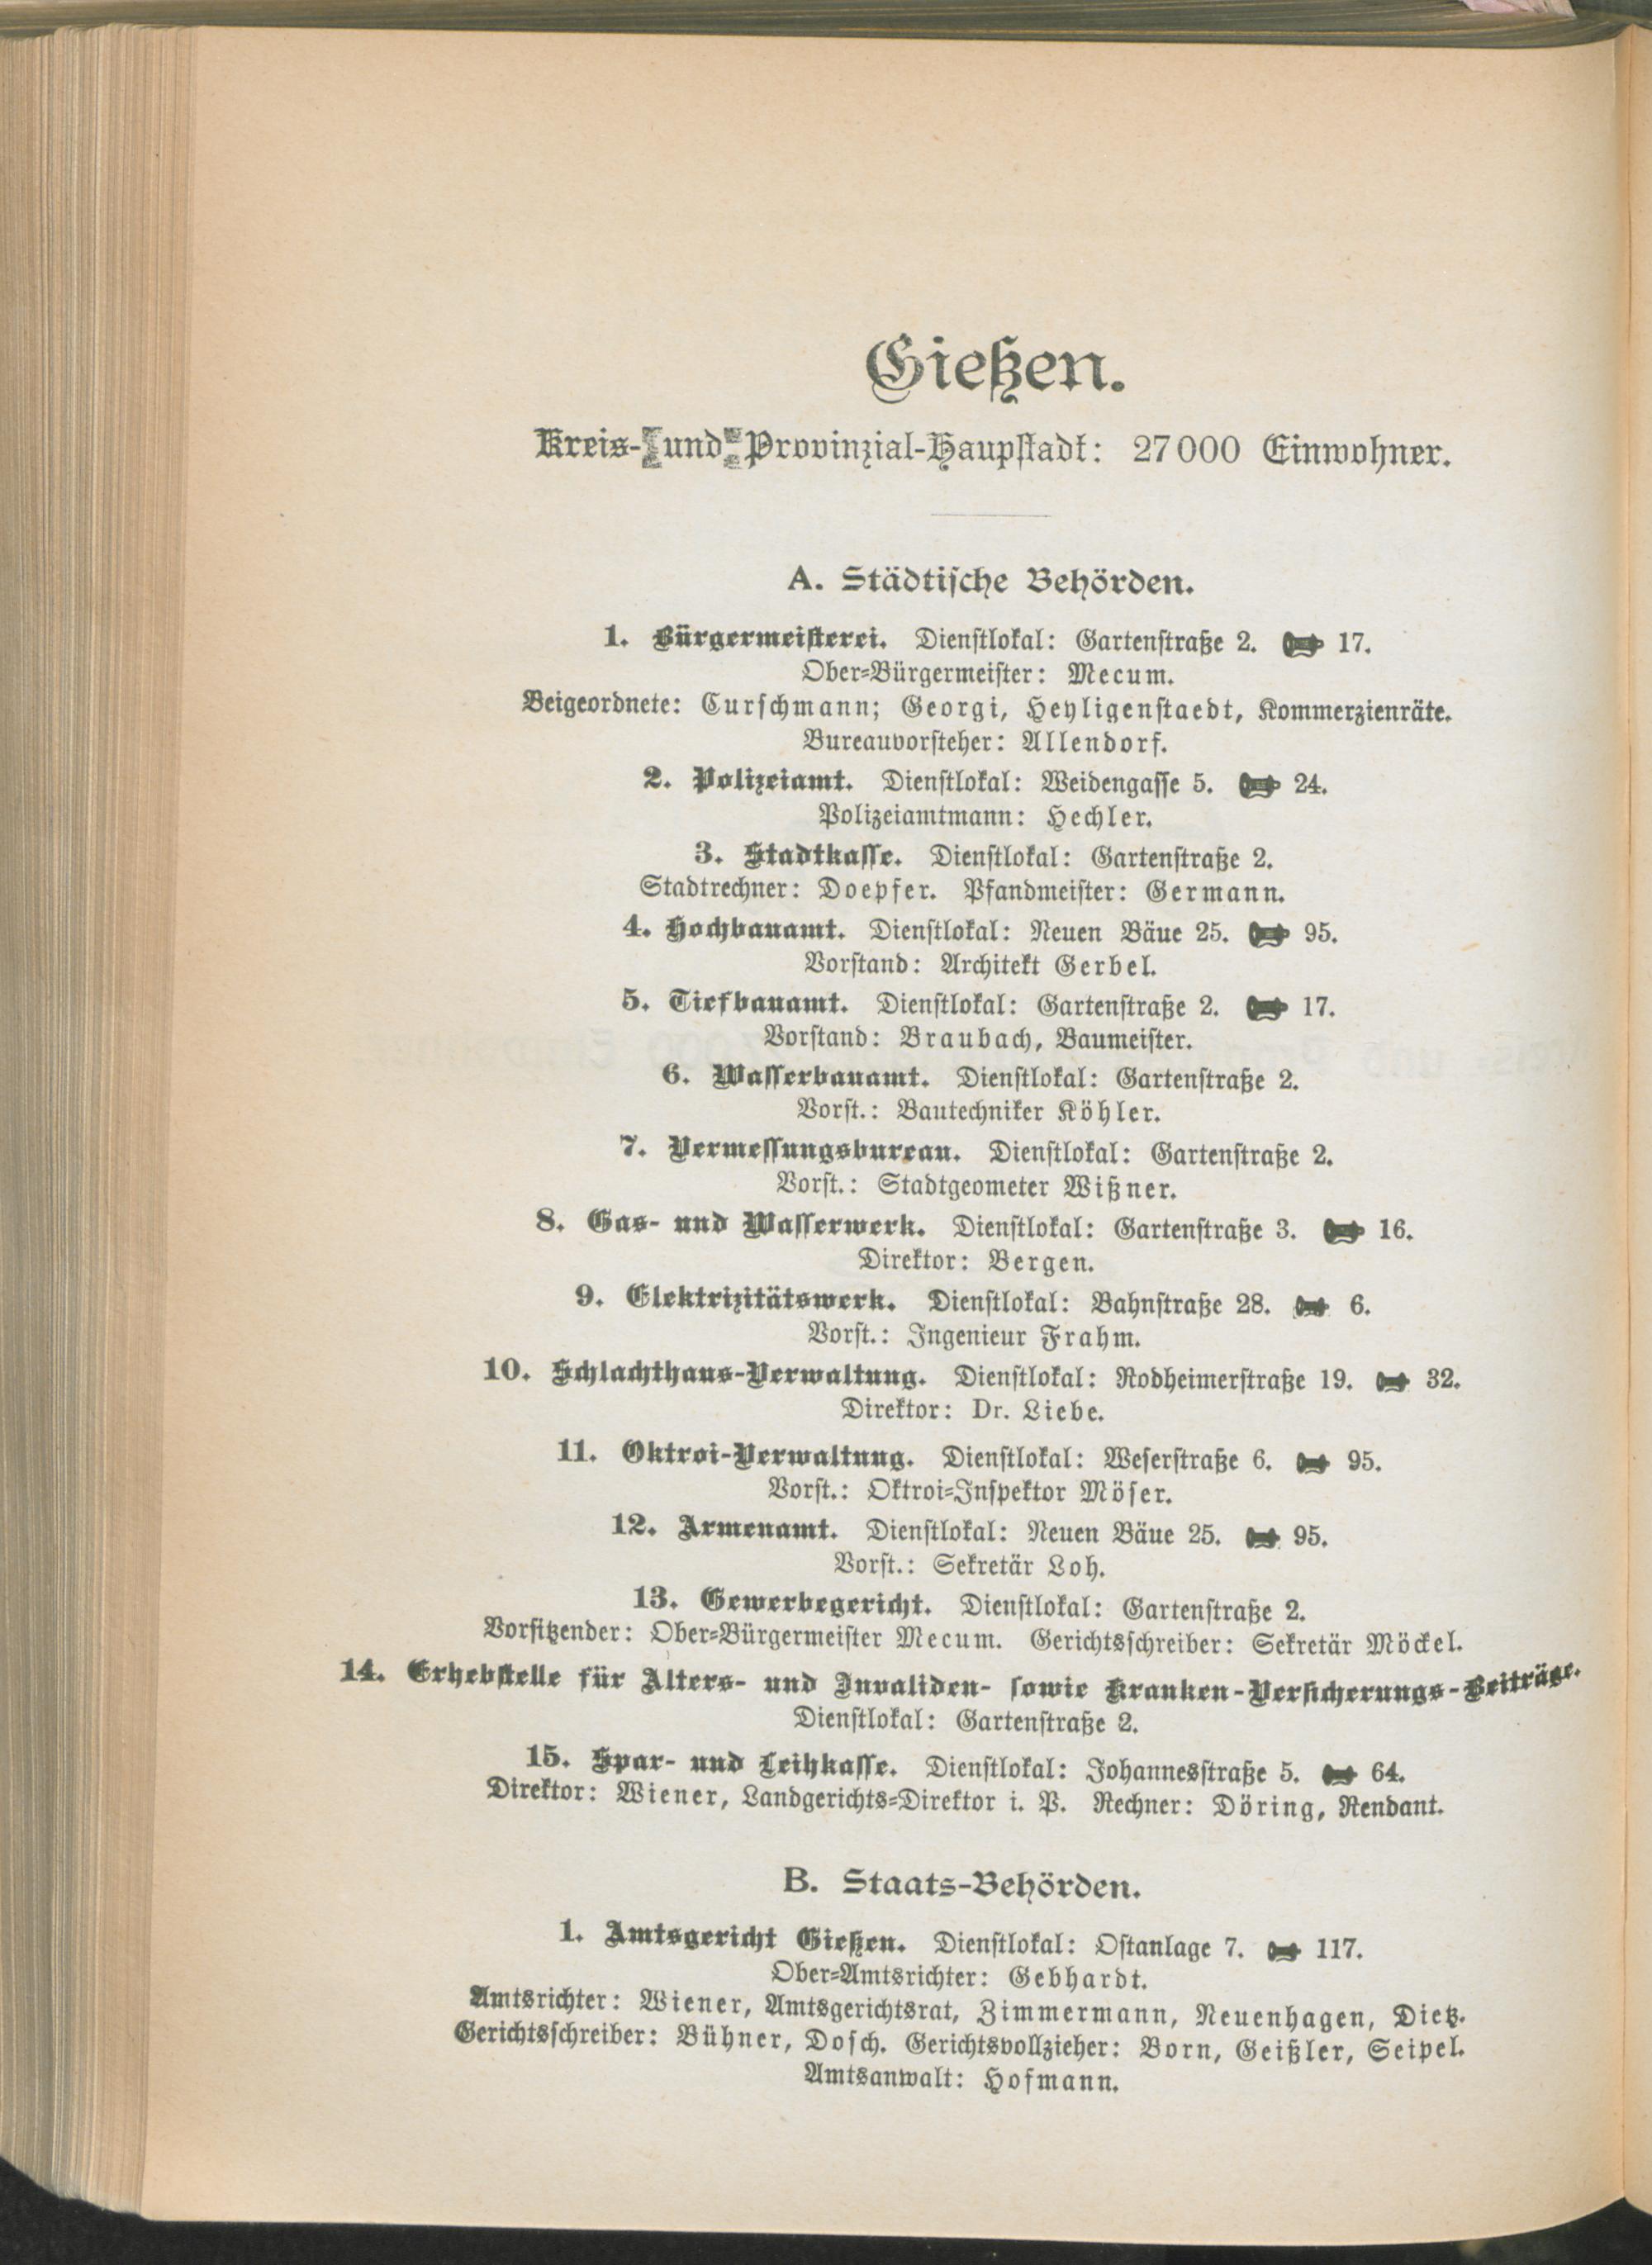 Gießen.
Kreis- und Provinzial-Hauptstadt: 27000 Einwohner.
A. Städtische Behörden.
1. Bürgermeisterei. Dienstlokal: Gartenstraße 2. 17.
Ober-Bürgermeister: Mecum.
Beigeordnete: Curschmann; Georgi, Heyligenstaedt, Kommerzienräte.
Bureauvorsteher: Allendorf.
2. Polizeiamt. Dienstlokal: Weidengasse 5. 24.
Polizeiamtmann: Hechler.
3. Stadtkasse. Dienstlokal: Gartenstraße 2.
Stadtrechner: Doepfer. Pfandmeister: Germann.
4. Hochbauamt. Dienstlokal: Neuen Bäue 25. 95.
Vorstand: Architekt Gerbel.
5. Tiefbauamt. Dienstlokal: Gartenstraße 2. 17.
Vorstand: Braubach, Baumeister.
6. Wasserbauamt. Dienstlokal: Gartenstraße 2.
Vorst.: Bautechniker Köhler.
7. Vermessungsbureau. Dienstlokal: Gartenstraße 2.
Vorst.: Stadtgeometer Wißner.
8. Gas- und Wasserwerk. Dienstlokal: Gartenstraße 3. 16.
Direktor: Bergen.
9. Elektrizitätswerk. Dienstlokal: Bahnstraße 28. 6.
Vorst.: Ingenieur Frahm.
10. Schlachthaus-Verwaltung. Dienstlokal: Rodheimerstraße 19. 32.
Direktor: Dr. Liebe.
11. Oktroi-Verwaltung. Dienstlokal: Weserstraße 6. 95.
Vorst.: Oktroi-Inspektor Möser.
12. Armenamt. Dienstlokal: Neuen Bäue 25. 95.
Vorst.: Sekretär Loh.
13. Gewerbegericht. Dienstlokal: Gartenstraße 2.
Vorsitzender: Ober-Bürgermeister Mecum. Gerichtsschreiber: Sekretär Möckel.
14. Erhebstelle für Alters- und Invaliden- sowie Kranken-Versicherungs-Beiträge.
Dienstlokal: Gartenstraße 2.
15. Spar- und Leihkasse. Dienstlokal: Johannesstraße 5. 64.
Direktor: Wiener, Landgerichts-Direktor i. P. Rechner: Döring, Rendant.
B. Staats-Behörden.
1. Amtsgericht Gießen. Dienstlokal: Ostanlage 7. 117.
Ober-Amtsrichter: Gebhardt.
Amtsrichter: Wiener, Amtsgerichtsrat, Zimmermann, Neuenhagen, Dietz.
Gerichtsschreiber: Bühner, Dosch. Gerichtsvollzieher: Born, Geißler, Seipel.
Amtsanwalt: Hofmann.